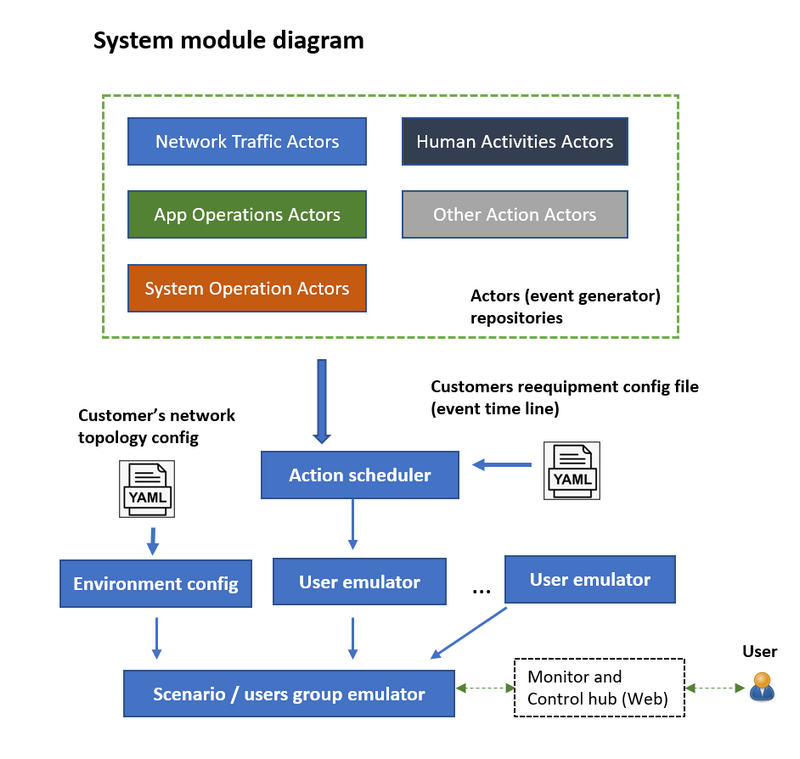 System module diagram
Network Traffic Actors
Human Activities Actors
App Operations Actors
Other Action Actors
System Operation Actors
Actors (event generator)
repositories
Customers reequipment config file
(event time line)
Customer’s network
topology config
YAML
Action scheduler
YAML
Environment config
User emulator
...
User emulator
Scenario / users group emulator
Monitor and
Control hub (Web)
User